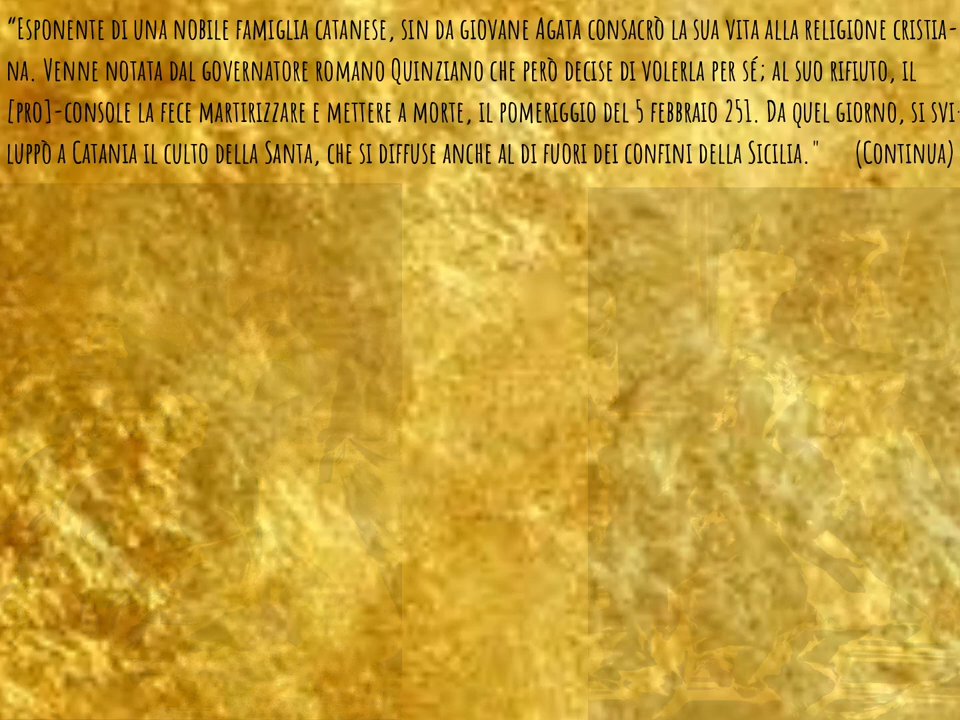 “Esponente di una nobile famiglia catanese, sin da giovane Agata consacrò la sua vita alla religione cristia-
na. Venne notata dal governatore romano Quinziano che però decise di volerla per sé; al suo rifiuto, il
[pro]-console la fece martirizzare e mettere a morte, il pomeriggio del 5 febbraio 251. Da quel giorno, si svi-
luppò a Catania il culto della Santa, che si diffuse anche al di fuori dei confini della Sicilia." (Continua)